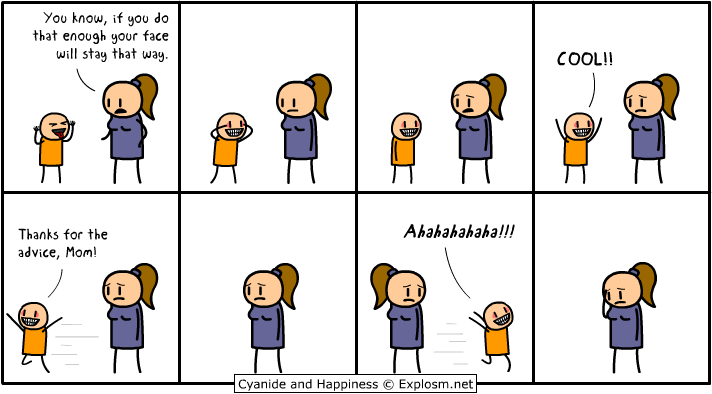 You know, if you do
that enough your face
will stay that way.
COOL!!
Thanks for the
advice, Mom!
Ahahahahaha!!!
Cyanide and Happiness © Explosm.net